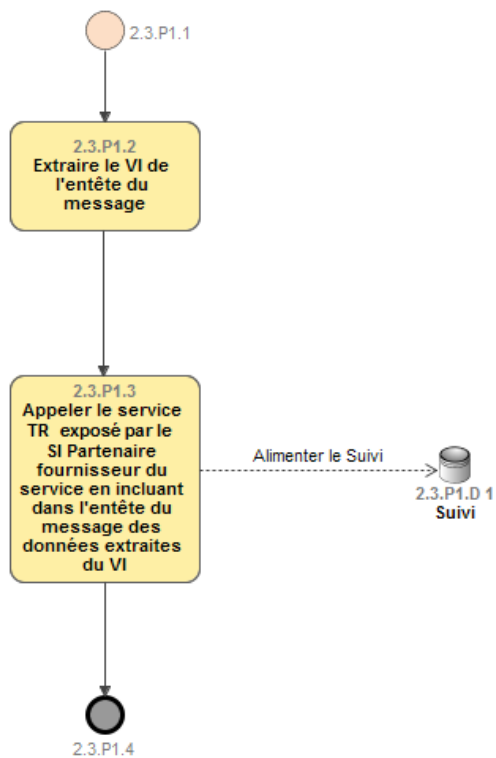 2.3.P1.1
2.3.P1.2
Extraire le VI de
l'entête du
message
2.3.P1.3
Appeler le service
TR exposé par le
SI Partenaire
fournisseur du
service en incluant
dans l'entête du
message des
données extraites
du VI
Alimenter le Suivi
2.3.P1.D 1
Suivi
2.3.P1.4